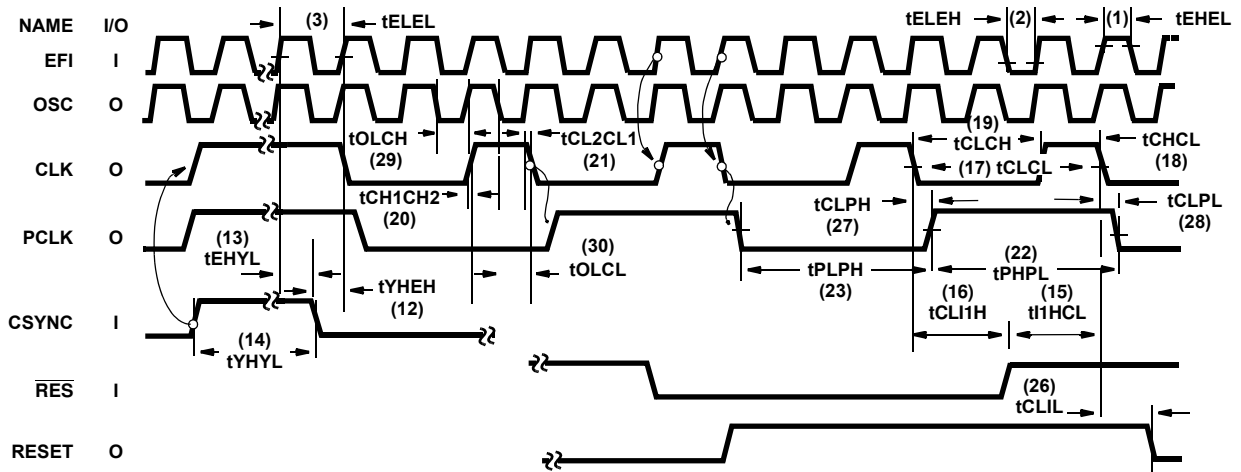 NAME I/O (3) tELEL tELEH (2) (1) tEHEL
EFI I
OSC O
tOLCH (29) tCL2CL1 (21) (19) tCLCH tCHCL (18)
CLK O (17) tCLCL
tCH1CH2 (20) tCLPH (27) tCLPL (28)
PCLK O (13) tEHYL (30) tOLCL tPLPH (23) (22) tPHPL
tYHEH (12) (16) tCLI1H (15) tI1HCL
CSYNC I (14) tYHYL
RES I (26) tCLIL
RESET O